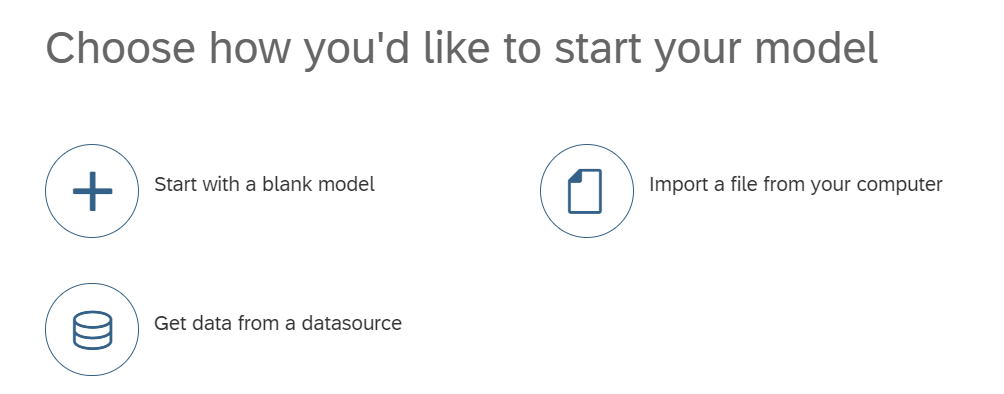 Choose how you'd like to start your model
Start with a blank model
Import a file from your computer
Get data from a datasource